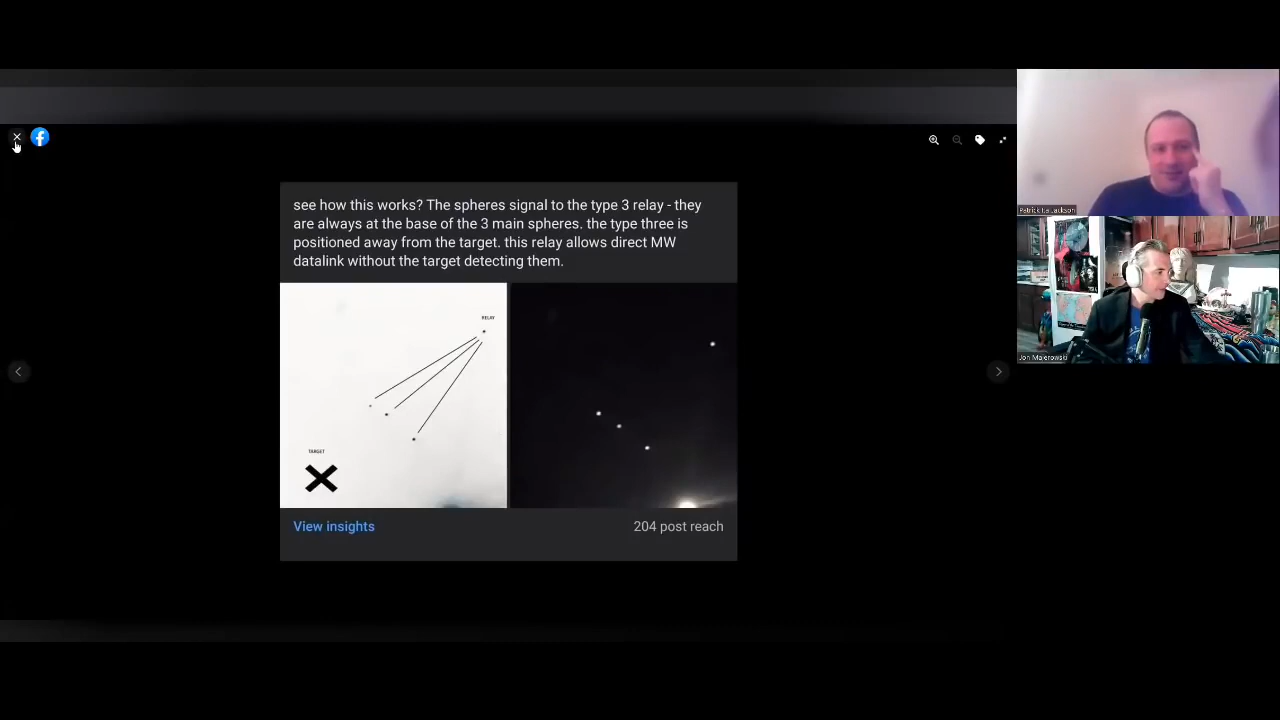 see how this works? The spheres signal to the type 3 relay - they
are always at the base of the 3 main spheres. the type three is
positioned away from the target. this relay allows direct MW
datalink without the target detecting them.
RELAY
TARGET
View insights
204 post reach
Jon Majerowski